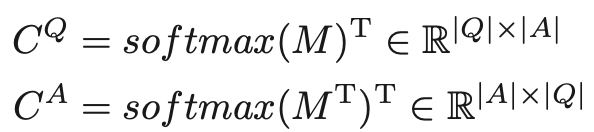 C^Q = softmax(M)^T ∈ ℝ^{|Q|×|A|}
C^A = softmax(M^T)^T ∈ ℝ^{|A|×|Q|}